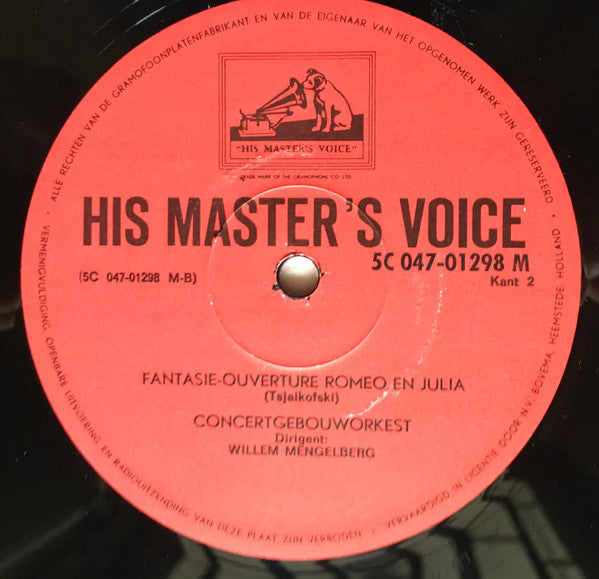 ALLE RECHTEN VAN DE GRAMOFOONPLATENFABRIKANT EN VAN DE EIGENAAR VAN HET OPGENOMEN WERK ZIJN GERESERVEERD •
"HIS MASTER'S VOICE"
TRADE MARK OF THE GRAMOPHONE CO. LTD.
HIS MASTER'S VOICE
5C 047-01298 M
(5C 047-01298 M-B)
Kant 2
FANTASIE-OUVERTURE ROMEO EN JULIA
(Tsjaikofski)
CONCERTGEBOUWORKEST
Dirigent:
WILLEM MENGELBERG
• VERMENIGVULDIGING, OPENBARE UITVOERING EN RADIOUITZENDING VAN DEZE PLAAT ZIJN VERBODEN •
VERVAARDIGD IN LICENTIE DOOR N.V. BOVEMA, HEEMSTEDE HOLLAND •